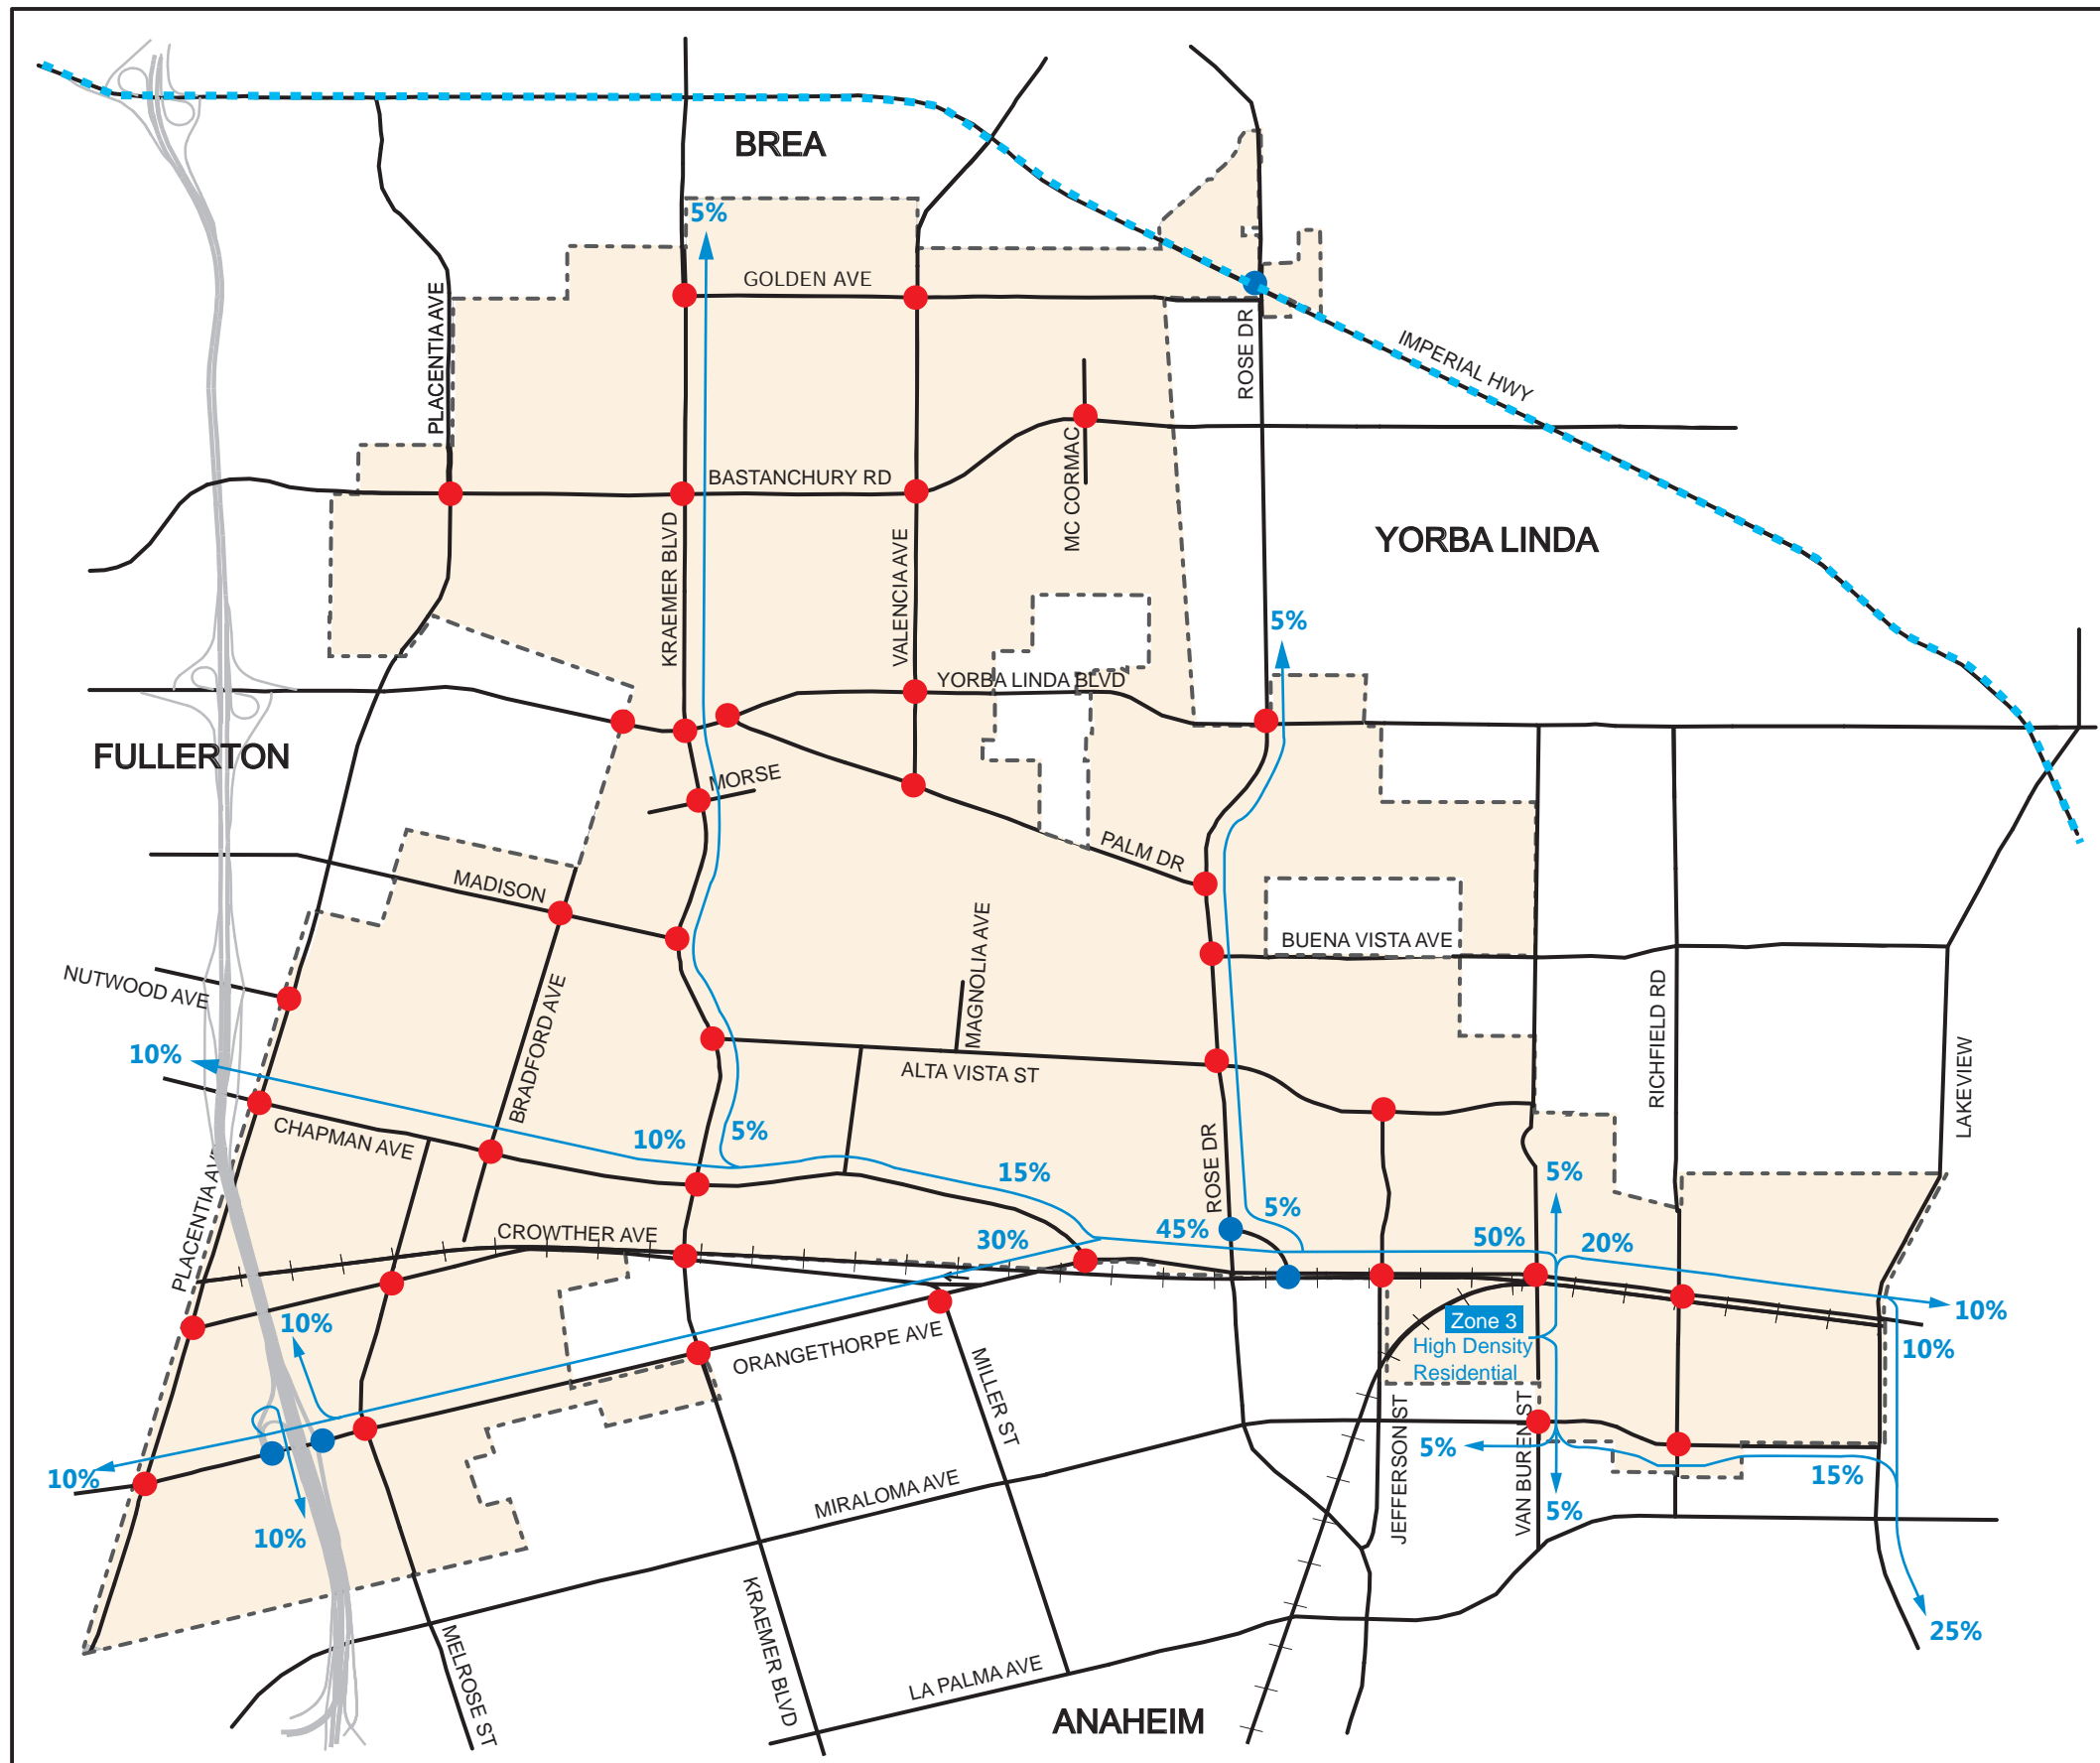 BREA
5%
GOLDEN AVE
PLACENTIA AVE
ROSE DR
IMPERIAL HWY
BASTANCHURY RD
MC CORMAC
KRAEMER BLVD
VALENCIA AVE
YORBA LINDA
5%
YORBA LINDA BLVD
FULLERTON
MORSE
PALM DR
MADISON
BUENA VISTA AVE
NUTWOOD AVE
BRADFORD AVE
MAGNOLIA AVE
RICHFIELD RD
LAKEVIEW
10%
ALTA VISTA ST
CHAPMAN AVE
10%
5%
15%
ROSE DR
5%
5%
PLACENTIA AVE
CROWTHER AVE
30%
45%
5%
50%
20%
10%
10%
10%
Zone 3
High Density
Residential
ORANGETHORPE AVE
MILLER ST
JEFFERSON ST
VAN BUREN ST
10%
5%
15%
5%
10%
MIRALOMA AVE
KRAEMER BLVD
MELROSE ST
LA PALMA AVE
25%
ANAHEIM